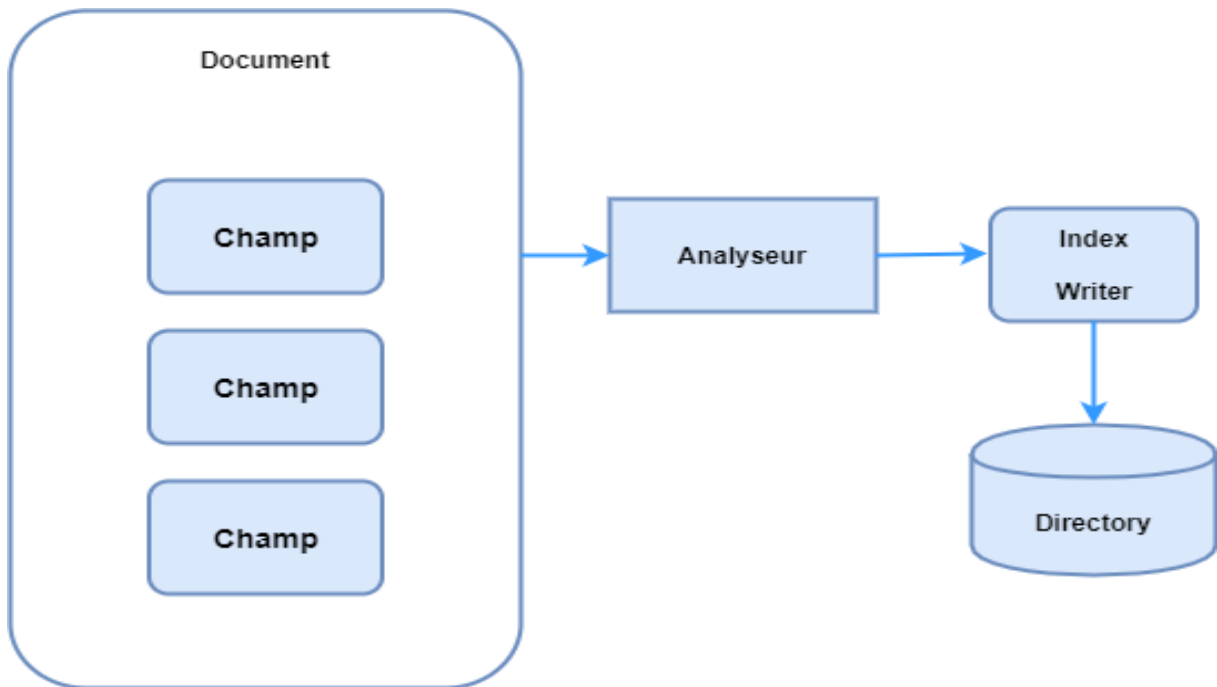 Document
Champ
Champ
Champ
Analyseur
Index
Writer
Directory